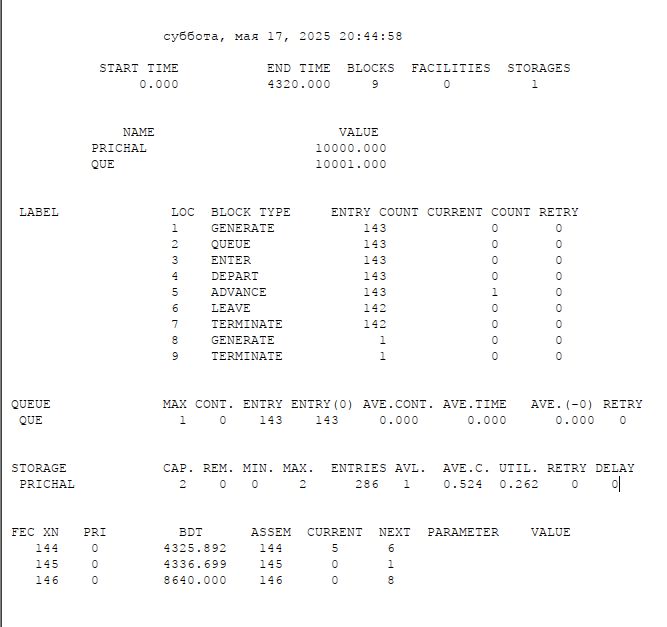 суббота, мая 17, 2025 20:44:58
START TIME END TIME BLOCKS FACILITIES STORAGES
0.000 4320.000 9 0 1
NAME VALUE
PRICHAL 10000.000
QUE 10001.000
LABEL LOC BLOCK TYPE ENTRY COUNT CURRENT COUNT RETRY
1 GENERATE 143 0 0
2 QUEUE 143 0 0
3 ENTER 143 0 0
4 DEPART 143 0 0
5 ADVANCE 143 1 0
6 LEAVE 142 0 0
7 TERMINATE 142 0 0
8 GENERATE 1 0 0
9 TERMINATE 1 0 0
QUEUE MAX CONT. ENTRY ENTRY(0) AVE.CONT. AVE.TIME AVE.(-0) RETRY
QUE 1 0 143 143 0.000 0.000 0.000 0
STORAGE CAP. REM. MIN. MAX. ENTRIES AVL. AVE.C. UTIL. RETRY DELAY
PRICHAL 2 0 0 2 286 1 0.524 0.262 0 0
FEC XN PRI BDT ASSEM CURRENT NEXT PARAMETER VALUE
144 0 4325.892 144 5 6
145 0 4336.699 145 0 1
146 0 8640.000 146 0 8